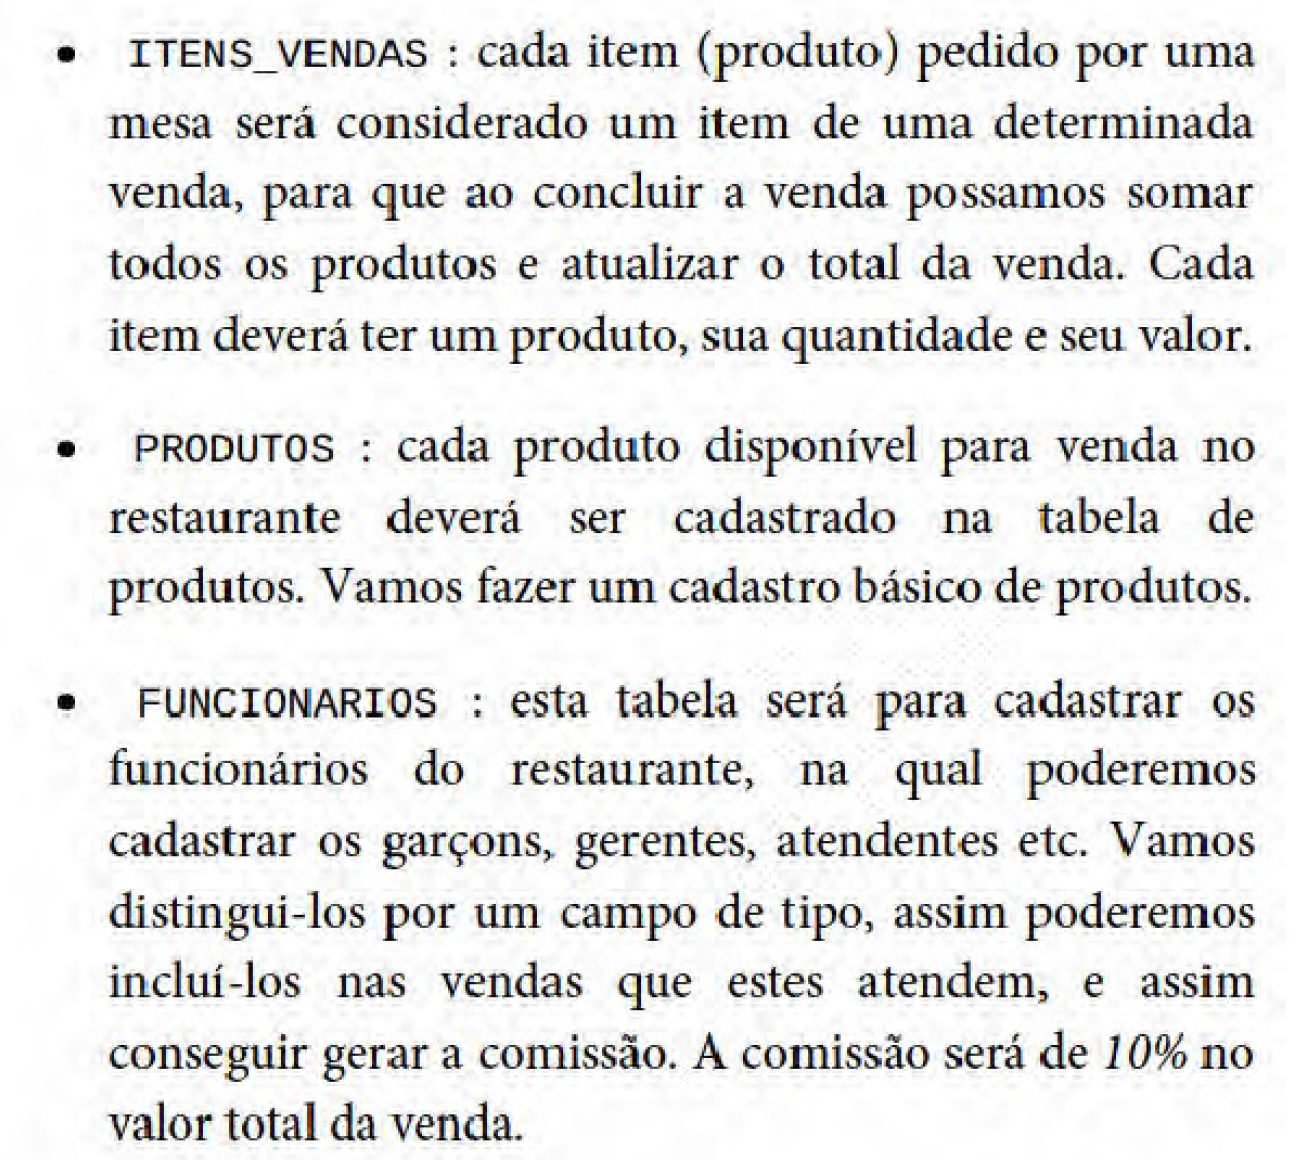 • ITENS_VENDAS : cada item (produto) pedido por uma
mesa será considerado um item de uma determinada
venda, para que ao concluir a venda possamos somar
todos os produtos e atualizar o total da venda. Cada
item deverá ter um produto, sua quantidade e seu valor.
• PRODUTOS : cada produto disponível para venda no
restaurante deverá ser cadastrado na tabela de
produtos. Vamos fazer um cadastro básico de produtos.
• FUNCIONARIOS : esta tabela será para cadastrar os
funcionários do restaurante, na qual poderemos
cadastrar os garçons, gerentes, atendentes etc. Vamos
distingui-los por um campo de tipo, assim poderemos
incluí-los nas vendas que estes atendem, e assim
conseguir gerar a comissão. A comissão será de 10% no
valor total da venda.